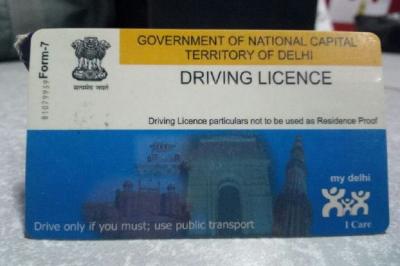 GOVERNMENT OF NATIONAL CAPITAL
TERRITORY OF DELHI
Form-7
81079939
सत्यमेव जयते
DRIVING LICENCE
Driving Licence particulars not to be used as Residence Proof
my delhi
I Care
Drive only if you must; use public transport